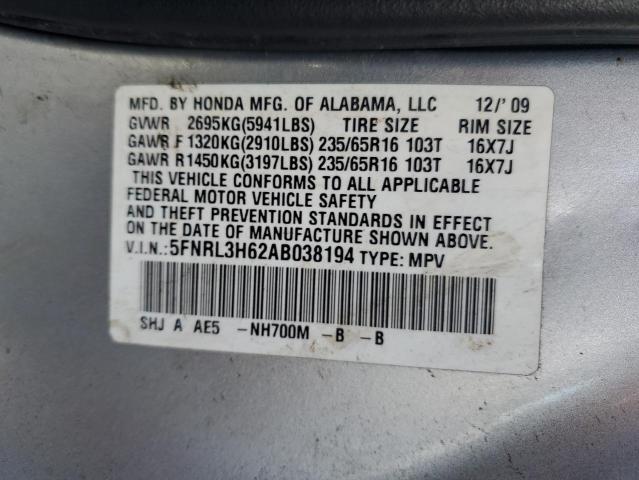 MFD. BY HONDA MFG. OF ALABAMA, LLC 12/'09
GVWR 2695KG(5941LBS) TIRE SIZE RIM SIZE
GAWR F 1320KG(2910LBS) 235/65R16 103T 16X7J
GAWR R1450KG(3197LBS) 235/65R16 103T 16X7J
THIS VEHICLE CONFORMS TO ALL APPLICABLE
FEDERAL MOTOR VEHICLE SAFETY
AND THEFT PREVENTION STANDARDS IN EFFECT
ON THE DATE OF MANUFACTURE SHOWN ABOVE.
V.I.N.:5FNRL3H62AB038194 TYPE: MPV
SHJ A AE5 -NH700M -B -B